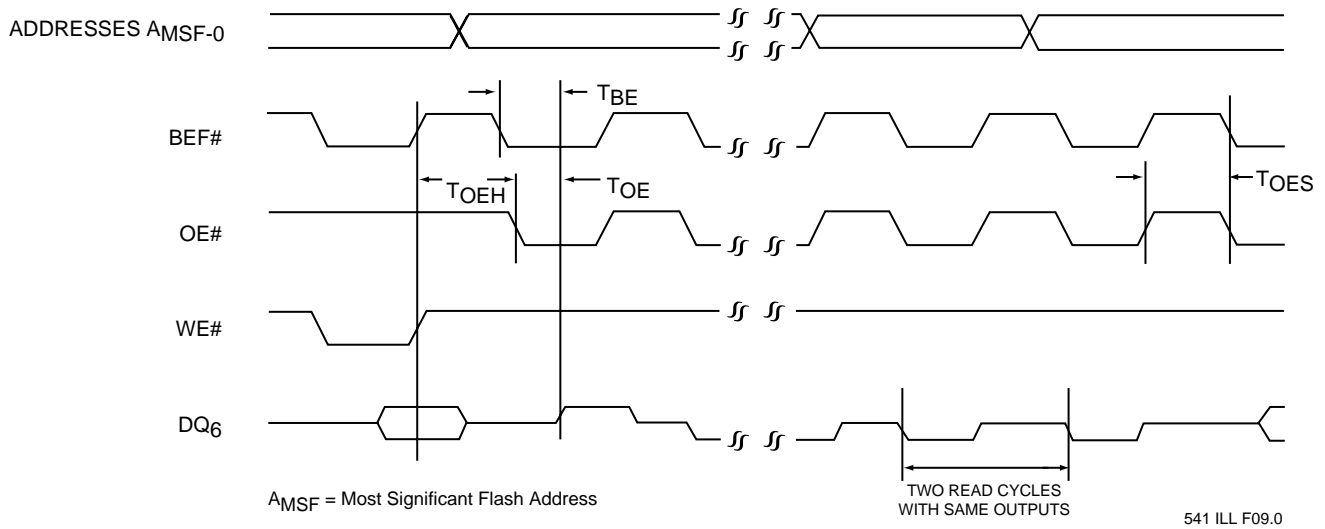 ADDRESSES AMSF-0
TBE
BEF#
TOEH
TOE
TOES
OE#
WE#
DQ6
AMSF = Most Significant Flash Address
TWO READ CYCLES
WITH SAME OUTPUTS
541 ILL F09.0